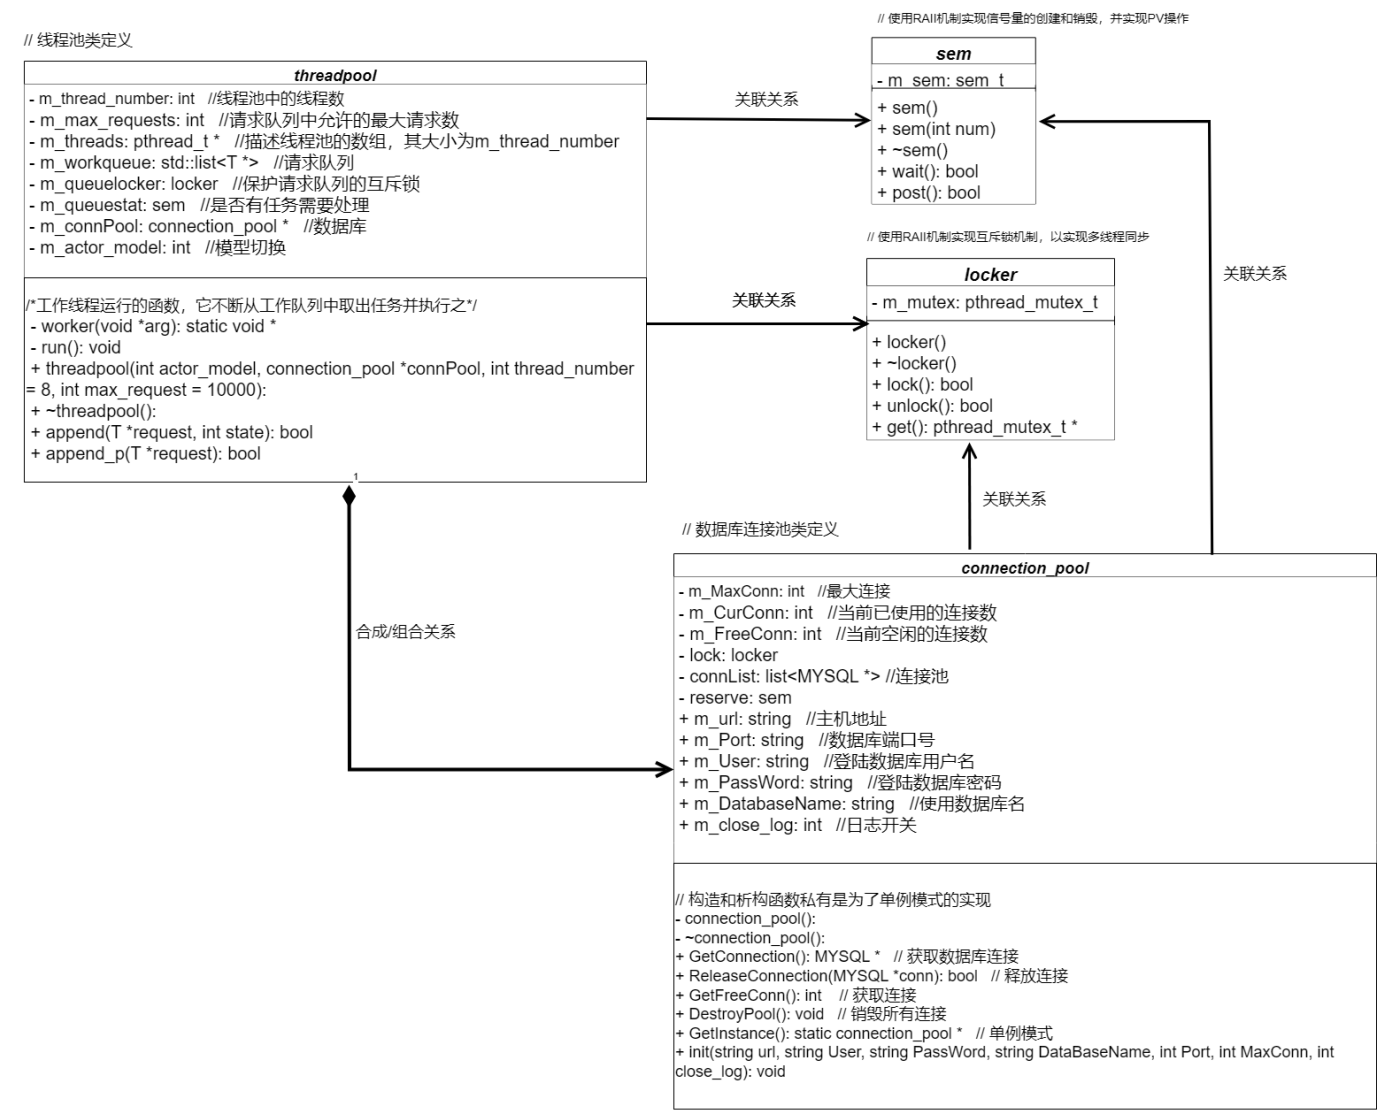 // 线程池类定义
threadpool
- m_thread_number: int   //线程池中的线程数
- m_max_requests: int   //请求队列中允许的最大请求数
- m_threads: pthread_t *   //描述线程池的数组，其大小为m_thread_number
- m_workqueue: std::list<T *>   //请求队列
- m_queuelocker: locker   //保护请求队列的互斥锁
- m_queuestat: sem   //是否有任务需要处理
- m_connPool: connection_pool *   //数据库
- m_actor_model: int   //模型切换
/*工作线程运行的函数，它不断从工作队列中取出任务并执行之*/
- worker(void *arg): static void *
- run(): void
+ threadpool(int actor_model, connection_pool *connPool, int thread_number
= 8, int max_request = 10000):
+ ~threadpool():
+ append(T *request, int state): bool
+ append_p(T *request): bool
1
合成/组合关系
关联关系
关联关系
// 使用RAII机制实现信号量的创建和销毁，并实现PV操作
sem
- m_sem: sem_t
+ sem()
+ sem(int num)
+ ~sem()
+ wait(): bool
+ post(): bool
// 使用RAII机制实现互斥锁机制，以实现多线程同步
locker
- m_mutex: pthread_mutex_t
+ locker()
+ ~locker()
+ lock(): bool
+ unlock(): bool
+ get(): pthread_mutex_t *
关联关系
关联关系
// 数据库连接池类定义
connection_pool
- m_MaxConn: int   //最大连接
- m_CurConn: int   //当前已使用的连接数
- m_FreeConn: int   //当前空闲的连接数
- lock: locker
- connList: list<MYSQL *> //连接池
- reserve: sem
+ m_url: string   //主机地址
+ m_Port: string   //数据库端口号
+ m_User: string   //登陆数据库用户名
+ m_PassWord: string   //登陆数据库密码
+ m_DatabaseName: string   //使用数据库名
+ m_close_log: int   //日志开关
// 构造和析构函数私有是为了单例模式的实现
- connection_pool():
- ~connection_pool():
+ GetConnection(): MYSQL *   // 获取数据库连接
+ ReleaseConnection(MYSQL *conn): bool   // 释放连接
+ GetFreeConn(): int    // 获取连接
+ DestroyPool(): void   // 销毁所有连接
+ GetInstance(): static connection_pool *   // 单例模式
+ init(string url, string User, string PassWord, string DataBaseName, int Port, int MaxConn, int
close_log): void